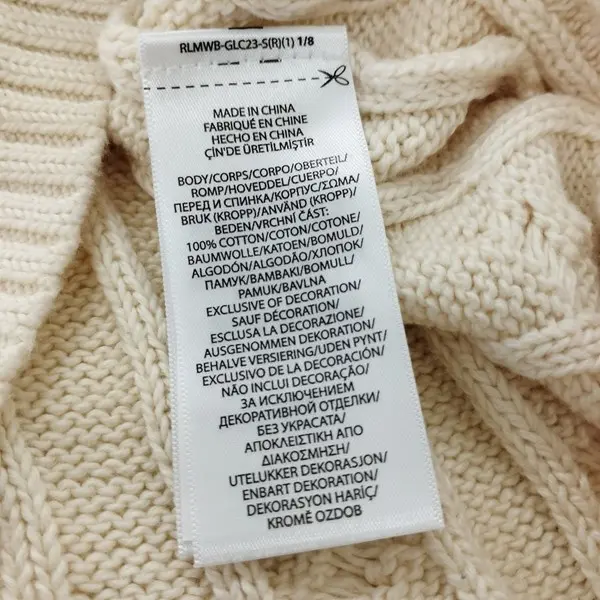 RLMWB-GLC23-S(R)(1) 1/8
MADE IN CHINA
FABRIQUÉ EN CHINE
HECHO EN CHINA
ÇİN'DE ÜRETİLMİŞTİR
BODY/CORPS/CORPO/OBERTEIL/
ROMP/HOVEDDEL/CUERPO/
ПЕРЕД И СПИНКА/КОРПУС/ΣΩΜΑ/
BRUK (KROPP)/ANVÄND (KROPP)/
BEDEN/VRCHNÍ ČÁST:
100% COTTON/COTON/COTONE/
BAUMWOLLE/KATOEN/BOMULD/
ALGODÓN/ALGODÃO/ХЛОПОК/
ПАМУК/ΒΑΜΒΑΚΙ/BOMULL/
PAMUK/BAVLNA
EXCLUSIVE OF DECORATION/
SAUF DÉCORATION/
ESCLUSA LA DECORAZIONE/
AUSGENOMMEN DEKORATION/
BEHALVE VERSIERING/UDEN PYNT/
EXCLUSIVO DE LA DECORACIÓN/
NÃO INCLUI DECORAÇÃO/
ЗА ИСКЛЮЧЕНИЕМ
ДЕКОРАТИВНОЙ ОТДЕЛКИ/
БЕЗ УКРАСАТА/
ΑΠΟΚΛΕΙΣΤΙΚΗ ΑΠΟ
ΔΙΑΚΟΣΜΗΣΗ/
UTELUKKER DEKORASJON/
ENBART DEKORATION/
DEKORASYON HARİÇ/
KROMĚ OZDOB